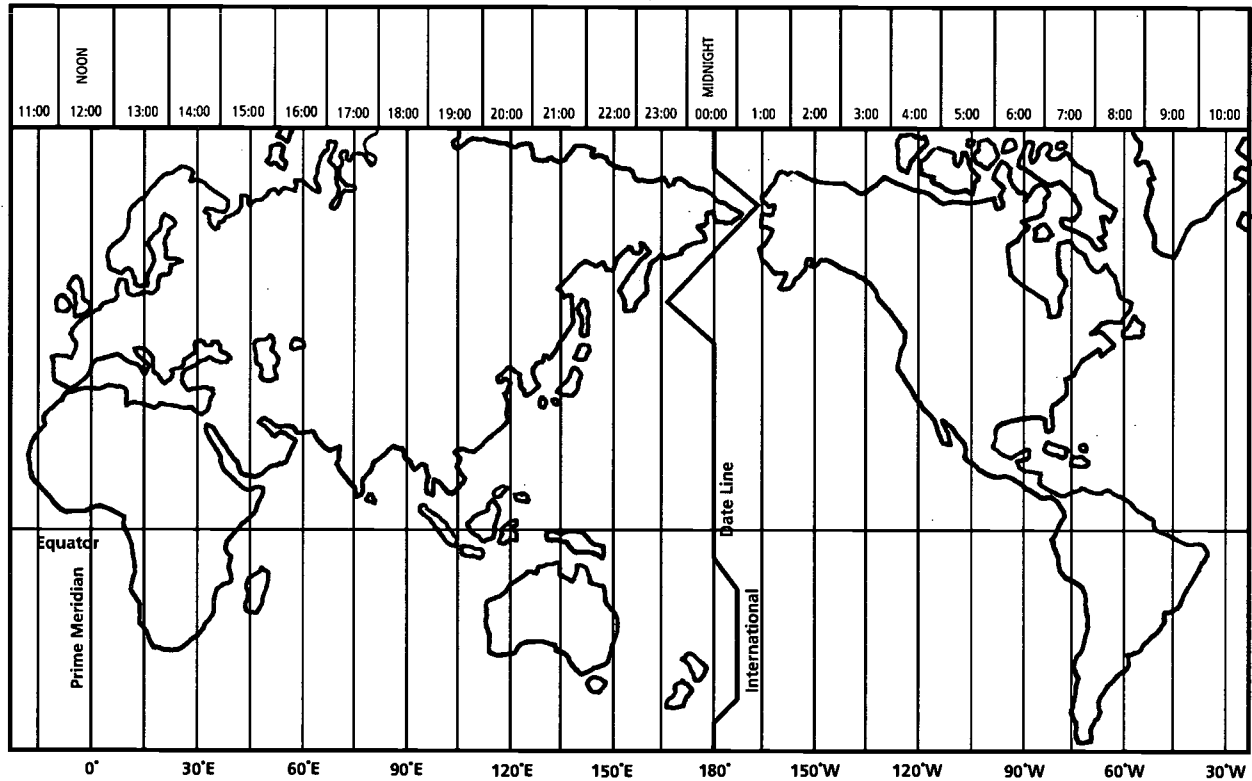 NOON
MIDNIGHT
11:00 12:00 13:00 14:00 15:00 16:00 17:00 18:00 19:00 20:00 21:00 22:00 23:00 00:00 1:00 2:00 3:00 4:00 5:00 6:00 7:00 8:00 9:00 10:00
Equator
Prime Meridian
Date Line
International
0° 30°E 60°E 90°E 120°E 150°E 180° 150°W 120°W 90°W 60°W 30°W